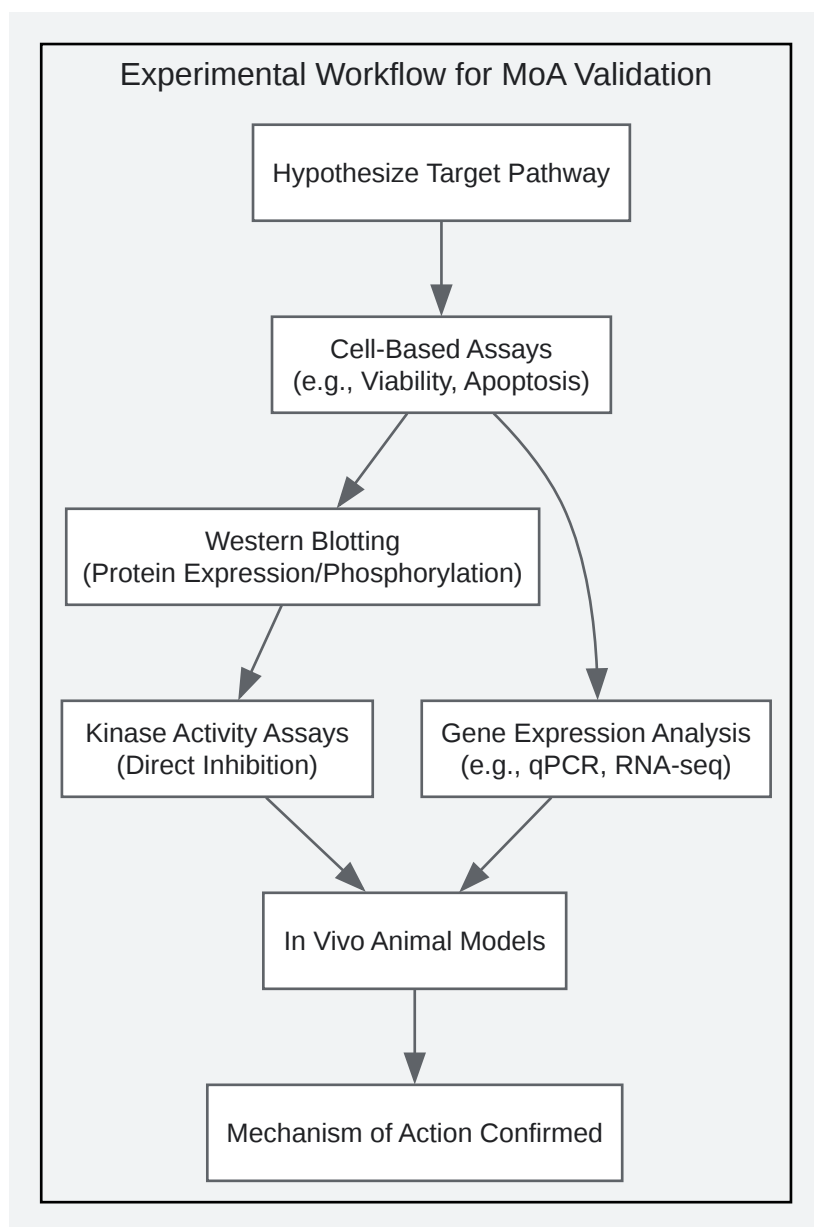 Experimental Workflow for MoA Validation
Hypothesize Target Pathway
Cell-Based Assays
(e.g., Viability, Apoptosis)
Western Blotting
(Protein Expression/Phosphorylation)
Kinase Activity Assays
(Direct Inhibition)
Gene Expression Analysis
(e.g., qPCR, RNA-seq)
In Vivo Animal Models
Mechanism of Action Confirmed